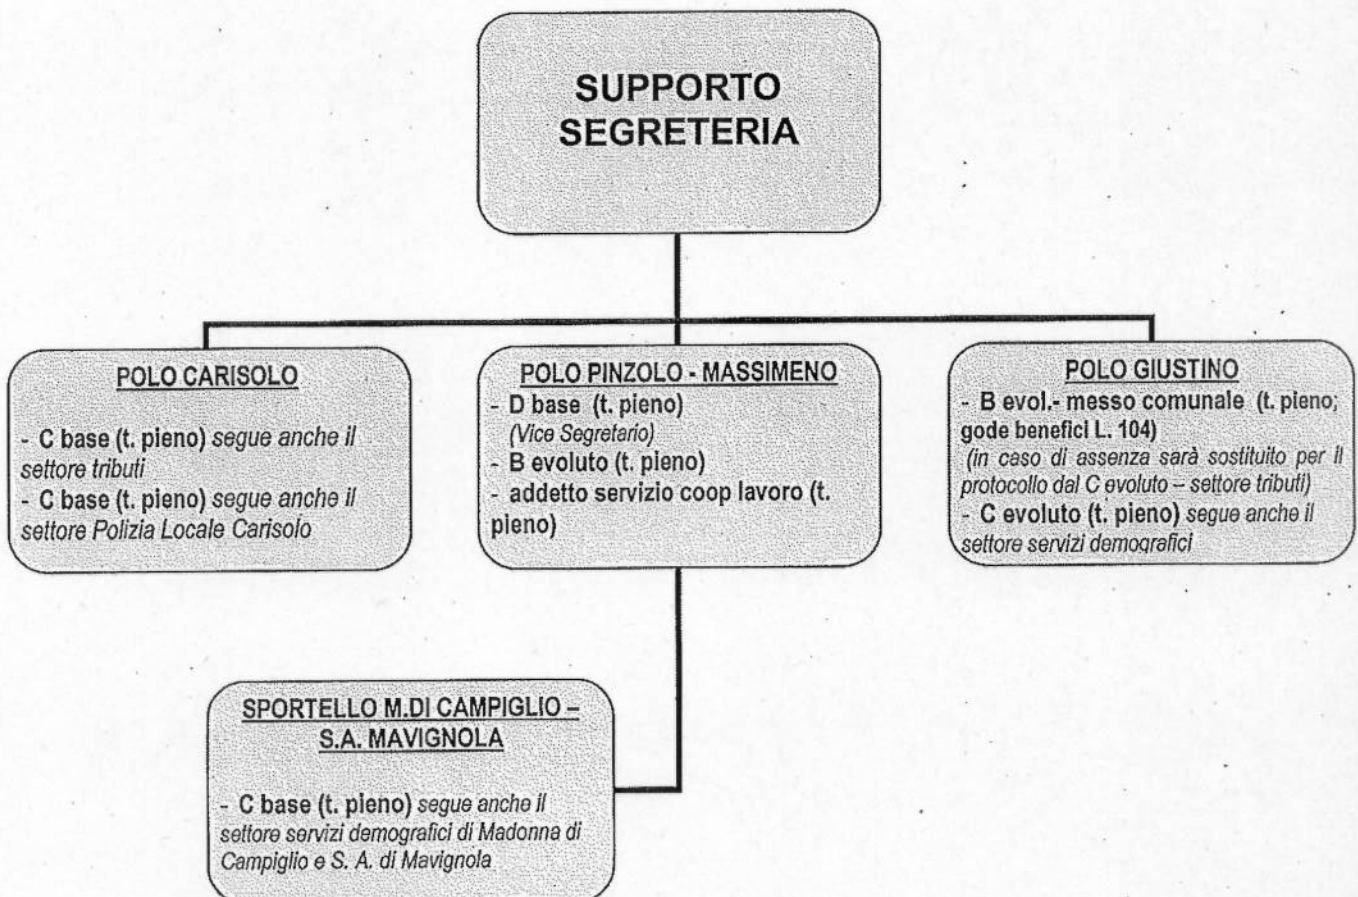 SUPPORTO
SEGRETERIA
POLO CARISOLO
- C base (t. pieno) segue anche il
settore tributi
- C base (t. pieno) segue anche il
settore Polizia Locale Carisolo
POLO PINZOLO - MASSIMENO
- D base (t. pieno)
(Vice Segretario)
- B evoluto (t. pieno)
- addetto servizio coop lavoro (t.
pieno)
POLO GIUSTINO
- B evol.- messo comunale (t. pieno;
gode benefici L. 104)
(in caso di assenza sarà sostituito per il
protocollo dal C evoluto – settore tributi)
- C evoluto (t. pieno) segue anche il
settore servizi demografici
SPORTELLO M.DI CAMPIGLIO –
S.A. MAVIGNOLA
- C base (t. pieno) segue anche il
settore servizi demografici di Madonna di
Campiglio e S. A. di Mavignola